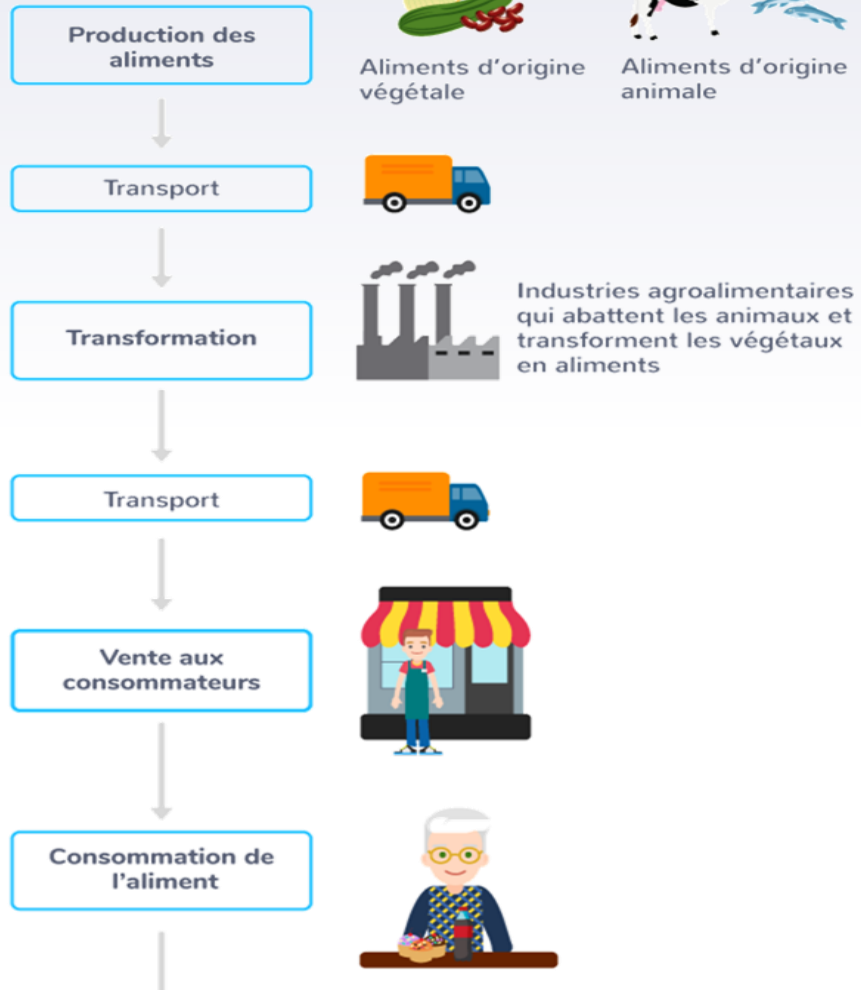 Production des
aliments
Aliments d'origine
végétale
Aliments d'origine
animale
Transport
Transformation
Industries agroalimentaires
qui abattent les animaux et
transforment les végétaux
en aliments
Transport
Vente aux
consommateurs
Consommation de
l'aliment